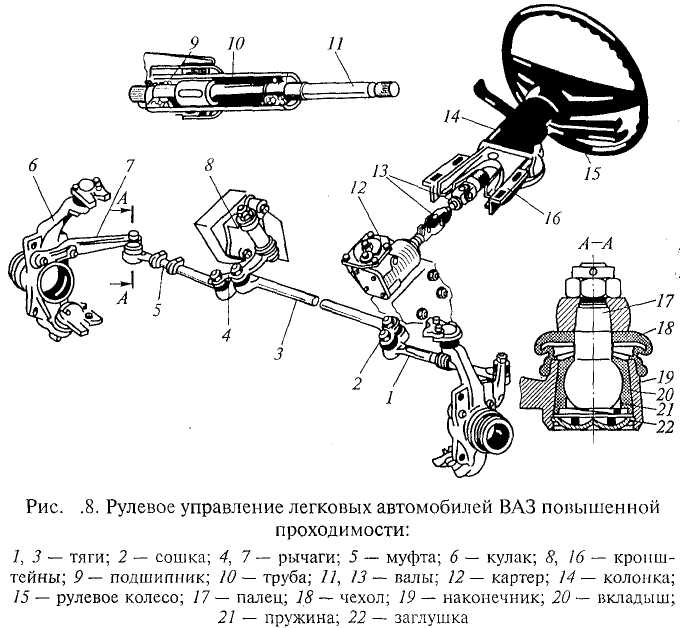 9
10
11
14
15
6
7
A
8
13
12
16
A–A
17
A
5
4
3
2
1
18
19
20
21
22
Рис. .8. Рулевое управление легковых автомобилей ВАЗ повышенной
проходимости:
1, 3 — тяги; 2 — сошка; 4, 7 — рычаги; 5 — муфта; 6 — кулак; 8, 16 — кронш-
тейны; 9 — подшипник; 10 — труба; 11, 13 — валы; 12 — картер; 14 — колонка;
15 — рулевое колесо; 17 — палец; 18 — чехол; 19 — наконечник; 20 — вкладыш;
21 — пружина; 22 — заглушка